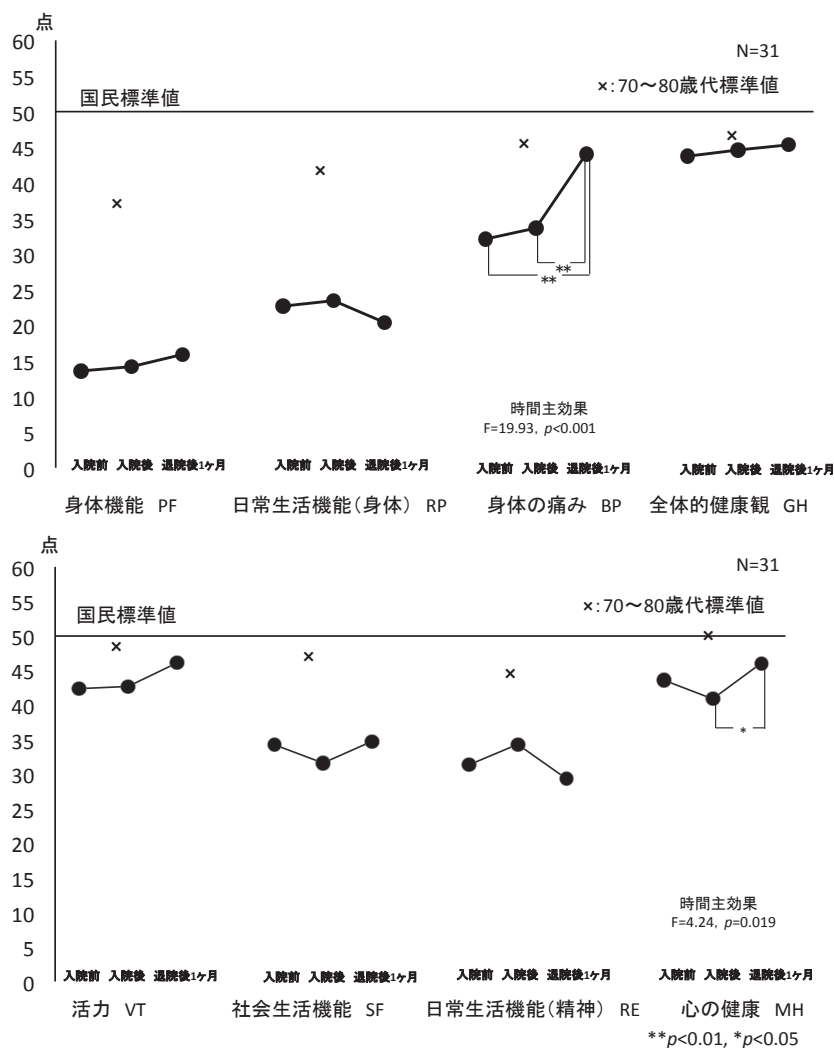 点
60
55
50
45
40
35
30
25
20
15
10
5
0
N=31
×:70～80歳代標準値
国民標準値
×
×
×
×
**
**
時間主効果
F=19.93, p<0.001
入院前 入院後 退院後1ヶ月 入院前 入院後 退院後1ヶ月 入院前 入院後 退院後1ヶ月 入院前 入院後 退院後1ヶ月
身体機能 PF 日常生活機能(身体) RP 身体の痛み BP 全体的健康観 GH
点
60
55
50
45
40
35
30
25
20
15
10
5
0
N=31
×:70～80歳代標準値
国民標準値
×
×
×
×
*
時間主効果
F=4.24, p=0.019
入院前 入院後 退院後1ヶ月 入院前 入院後 退院後1ヶ月 入院前 入院後 退院後1ヶ月 入院前 入院後 退院後1ヶ月
活力 VT 社会生活機能 SF 日常生活機能(精神) RE 心の健康 MH
**p<0.01, *p<0.05